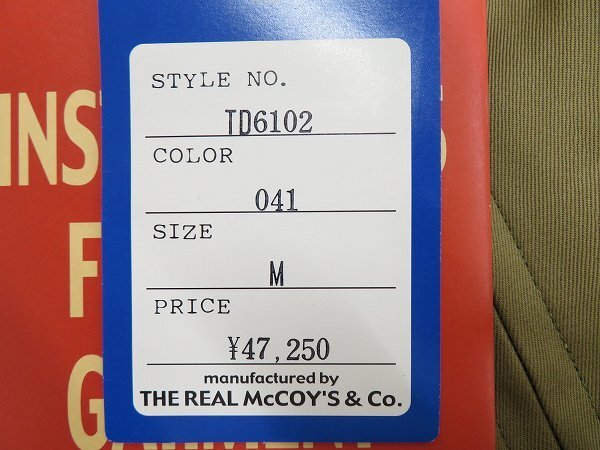 STYLE NO.
TD6102
COLOR
041
SIZE
M
PRICE
¥47,250
manufactured by
THE REAL McCOY'S & Co.